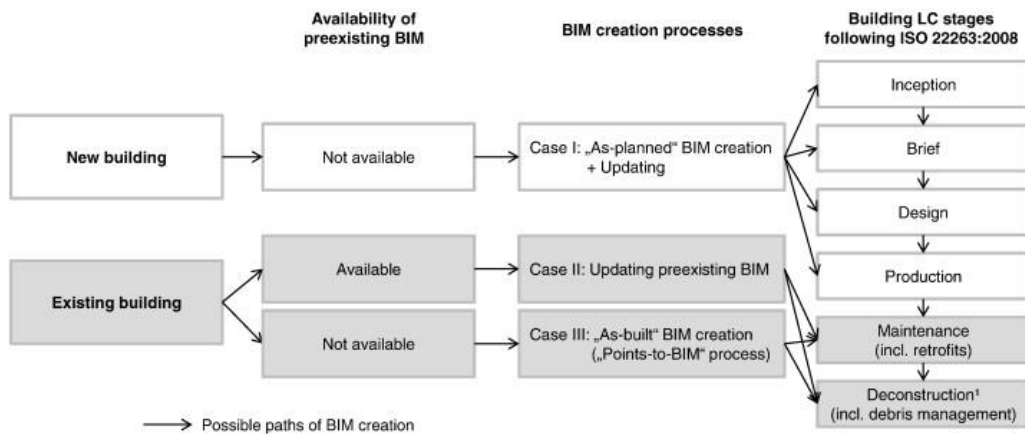 Availability of
preexisting BIM
BIM creation processes
Building LC stages
following ISO 22263:2008
New building
Not available
Case I: „As-planned“ BIM creation
+ Updating
Inception
Brief
Design
Production
Existing building
Available
Case II: Updating preexisting BIM
Not available
Case III: „As-built“ BIM creation
(„Points-to-BIM“ process)
Maintenance
(incl. retrofits)
Deconstruction¹
(incl. debris management)
Possible paths of BIM creation